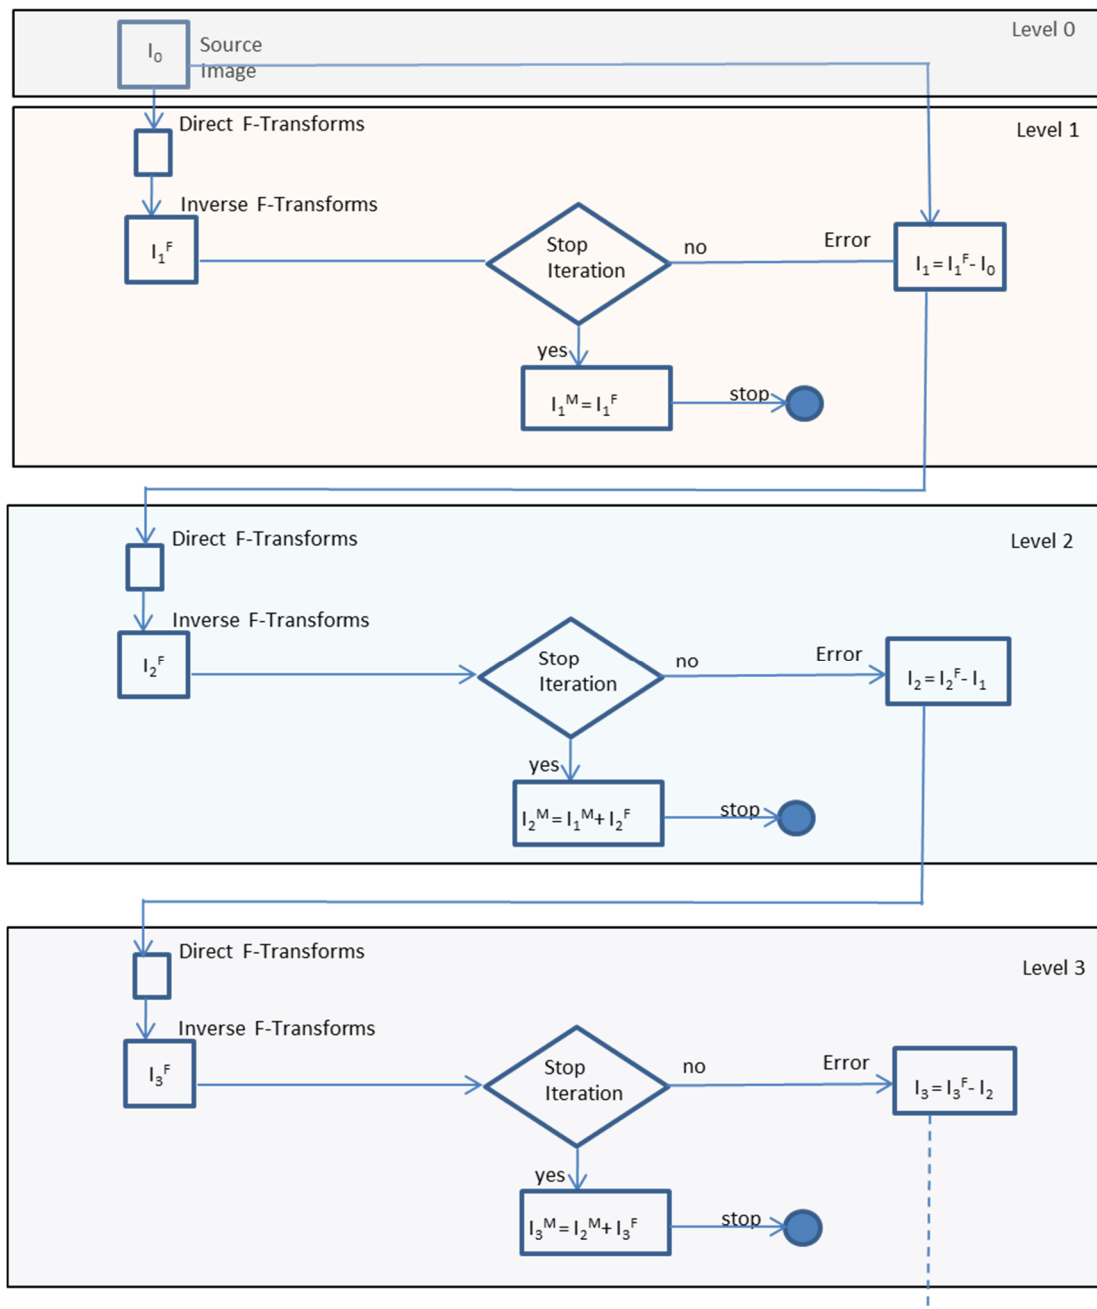 Level 0
I₀
Source
Image
Direct F-Transforms
Level 1
Inverse F-Transforms
I₁ᶠ
Stop
Iteration
no
Error
I₁ = I₁ᶠ - I₀
yes
I₁ᴹ = I₁ᶠ
stop
Direct F-Transforms
Level 2
Inverse F-Transforms
I₂ᶠ
Stop
Iteration
no
Error
I₂ = I₂ᶠ - I₁
yes
I₂ᴹ = I₁ᴹ + I₂ᶠ
stop
Direct F-Transforms
Level 3
Inverse F-Transforms
I₃ᶠ
Stop
Iteration
no
Error
I₃ = I₃ᶠ - I₂
yes
I₃ᴹ = I₂ᴹ + I₃ᶠ
stop